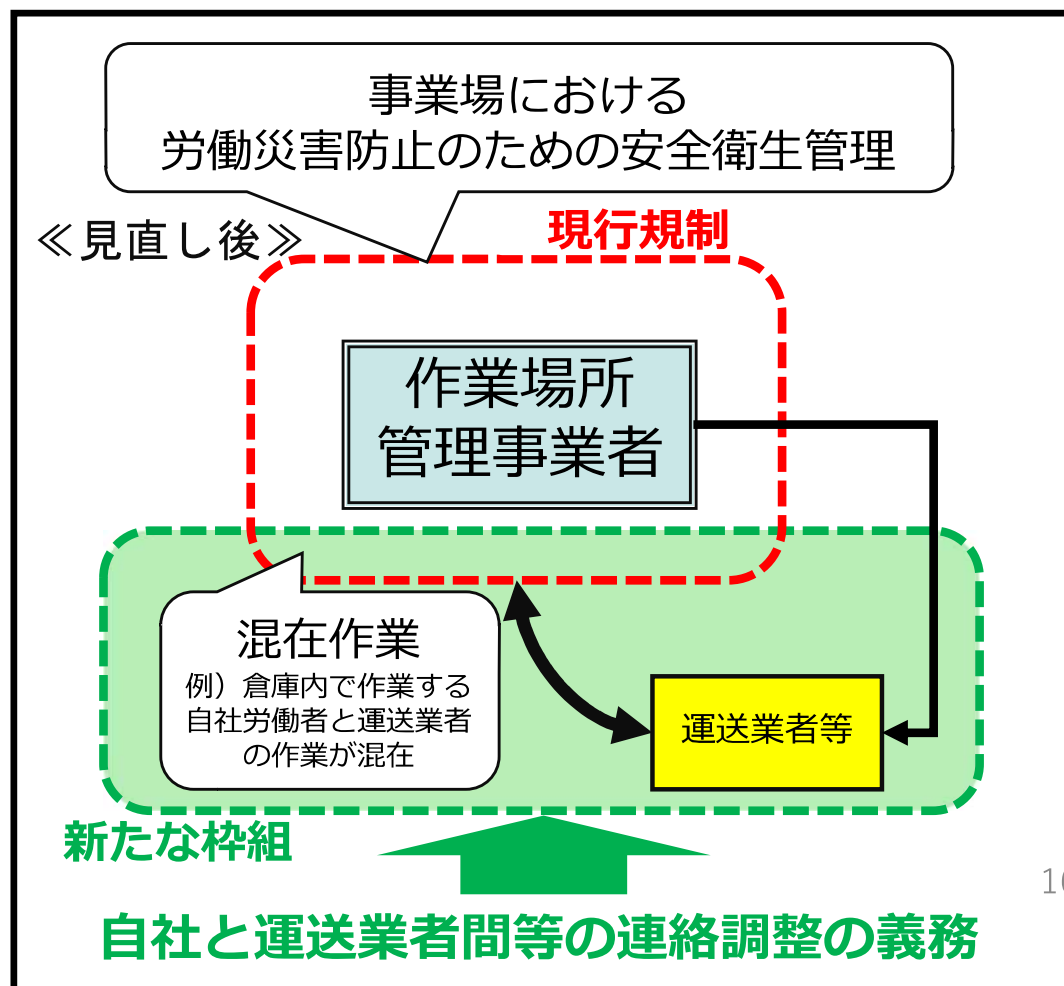 事業場における
労働災害防止のための安全衛生管理
≪見直し後≫
現行規制
作業場所
管理事業者
混在作業
例）倉庫内で作業する
自社労働者と運送業者
の作業が混在
運送業者等
新たな枠組
自社と運送業者間等の連絡調整の義務